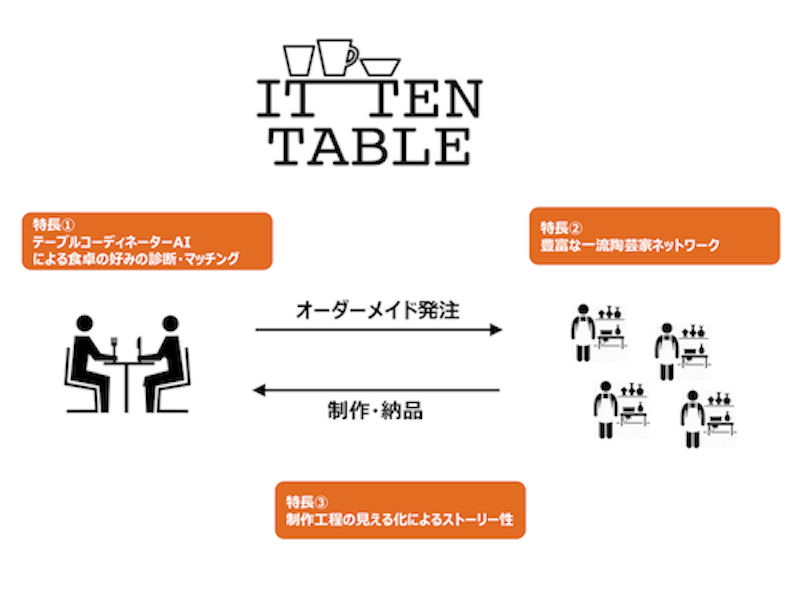 IT TEN
TABLE
特長①
テーブルコーディネーターAI
による食卓の好みの診断・マッチング
特長②
豊富な一流陶芸家ネットワーク
オーダーメイド発注
制作・納品
特長③
制作工程の見える化によるストーリー性